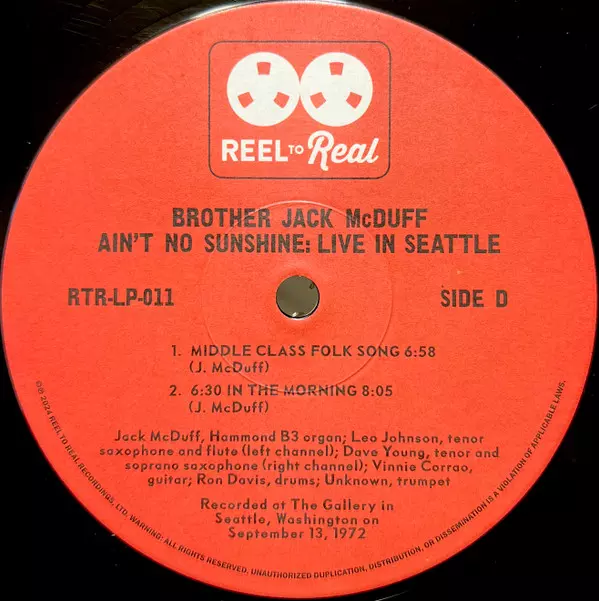 REEL TO Real
BROTHER JACK McDUFF
AIN'T NO SUNSHINE: LIVE IN SEATTLE
RTR-LP-011
SIDE D
1. MIDDLE CLASS FOLK SONG 6:58
(J. McDuff)
2. 6:30 IN THE MORNING 8:05
(J. McDuff)
Jack McDuff, Hammond B3 organ; Leo Johnson, tenor
saxophone and flute (left channel); Dave Young, tenor and
soprano saxophone (right channel); Vinnie Corrao,
guitar; Ron Davis, drums; Unknown, trumpet
Recorded at The Gallery in
Seattle, Washington on
September 13, 1972
©℗ 2024 REEL TO REAL RECORDINGS, LTD. WARNING: ALL RIGHTS RESERVED. UNAUTHORIZED DUPLICATION, DISTRIBUTION, OR DISSEMINATION IS A VIOLATION OF APPLICABLE LAWS.